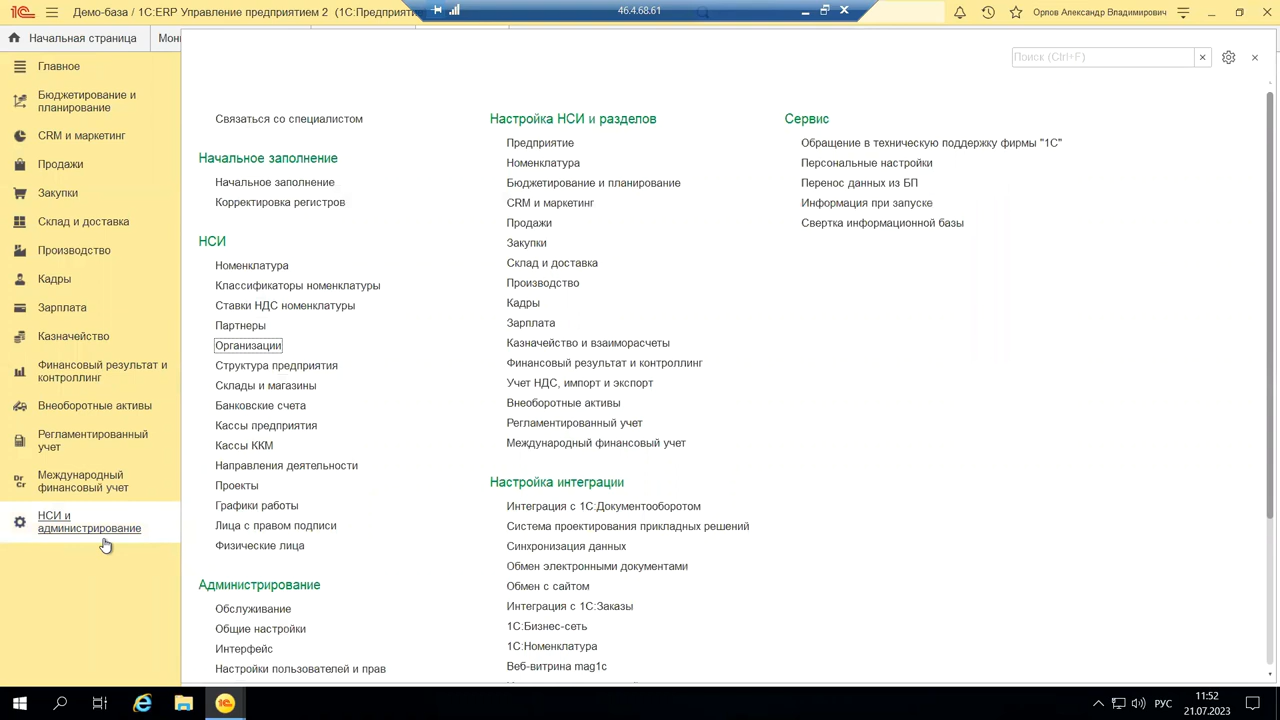 Демо-база / 1С:ERP Управление предприятием 2 (1С:Предприятие
46.4.68.61
Орлов Александр Владимирович
Начальная страница
Мон
Главное
Бюджетирование и
планирование
CRM и маркетинг
Продажи
Закупки
Склад и доставка
Производство
Кадры
Зарплата
Казначейство
Финансовый результат и
контроллинг
Внеоборотные активы
Регламентированный
учет
Международный
финансовый учет
НСИ и
администрирование
Поиск (Ctrl+F)
Связаться со специалистом
Начальное заполнение
Начальное заполнение
Корректировка регистров
НСИ
Номенклатура
Классификаторы номенклатуры
Ставки НДС номенклатуры
Партнеры
Организации
Структура предприятия
Склады и магазины
Банковские счета
Кассы предприятия
Кассы ККМ
Направления деятельности
Проекты
Графики работы
Лица с правом подписи
Физические лица
Администрирование
Обслуживание
Общие настройки
Интерфейс
Настройки пользователей и прав
Настройка НСИ и разделов
Предприятие
Номенклатура
Бюджетирование и планирование
CRM и маркетинг
Продажи
Закупки
Склад и доставка
Производство
Кадры
Зарплата
Казначейство и взаиморасчеты
Финансовый результат и контроллинг
Учет НДС, импорт и экспорт
Внеоборотные активы
Регламентированный учет
Международный финансовый учет
Настройка интеграции
Интеграция с 1С:Документооборотом
Система проектирования прикладных решений
Синхронизация данных
Обмен электронными документами
Обмен с сайтом
Интеграция с 1С:Заказы
1С:Бизнес-сеть
1С:Номенклатура
Веб-витрина mag1c
Сервис
Обращение в техническую поддержку фирмы "1С"
Персональные настройки
Перенос данных из БП
Информация при запуске
Свертка информационной базы
РУС
11:52
21.07.2023